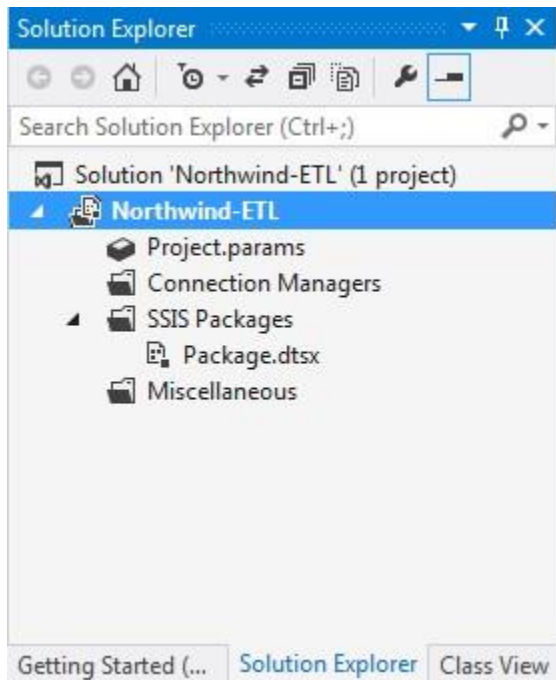 Solution Explorer
Search Solution Explorer (Ctrl+;)
Solution 'Northwind-ETL' (1 project)
Northwind-ETL
Project.params
Connection Managers
SSIS Packages
Package.dtsx
Miscellaneous
Getting Started (... Solution Explorer Class View